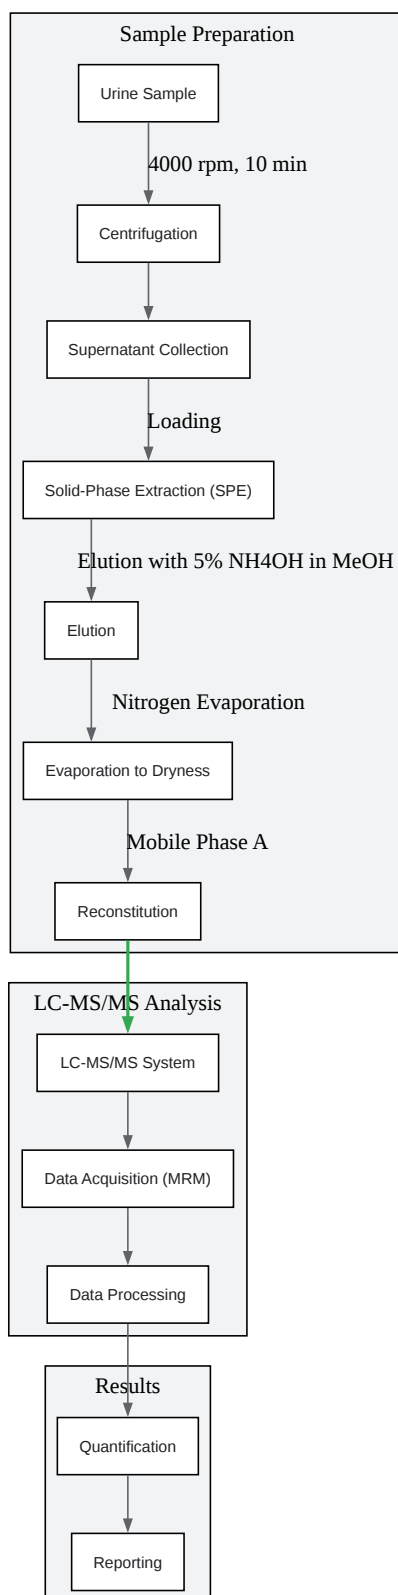 Sample Preparation
Urine Sample
4000 rpm, 10 min
Centrifugation
Supernatant Collection
Loading
Solid-Phase Extraction (SPE)
Elution with 5% NH4OH in MeOH
Elution
Nitrogen Evaporation
Evaporation to Dryness
Mobile Phase A
Reconstitution
LC-MS/MS Analysis
LC-MS/MS System
Data Acquisition (MRM)
Data Processing
Results
Quantification
Reporting